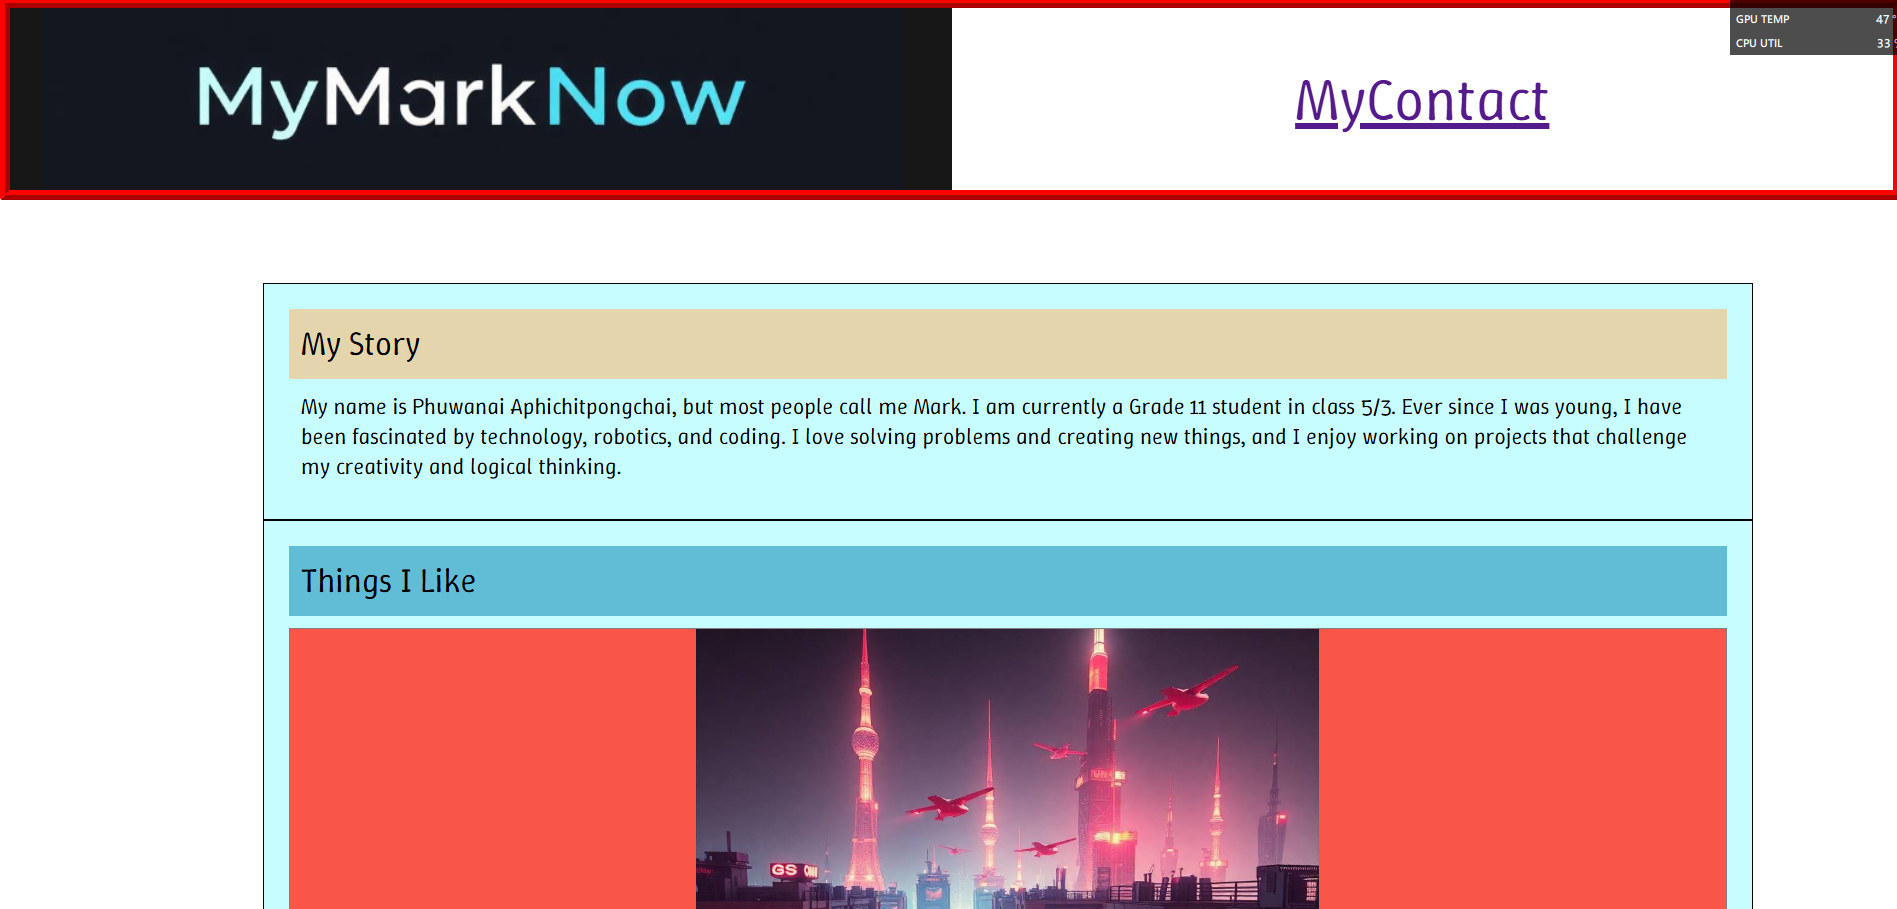 MyMarkNow
MyContact
GPU TEMP 47°
CPU UTIL 33
My Story
My name is Phuwanai Aphichitpongchai, but most people call me Mark. I am currently a Grade 11 student in class 5/3. Ever since I was young, I have
been fascinated by technology, robotics, and coding. I love solving problems and creating new things, and I enjoy working on projects that challenge
my creativity and logical thinking.
Things I Like
GS